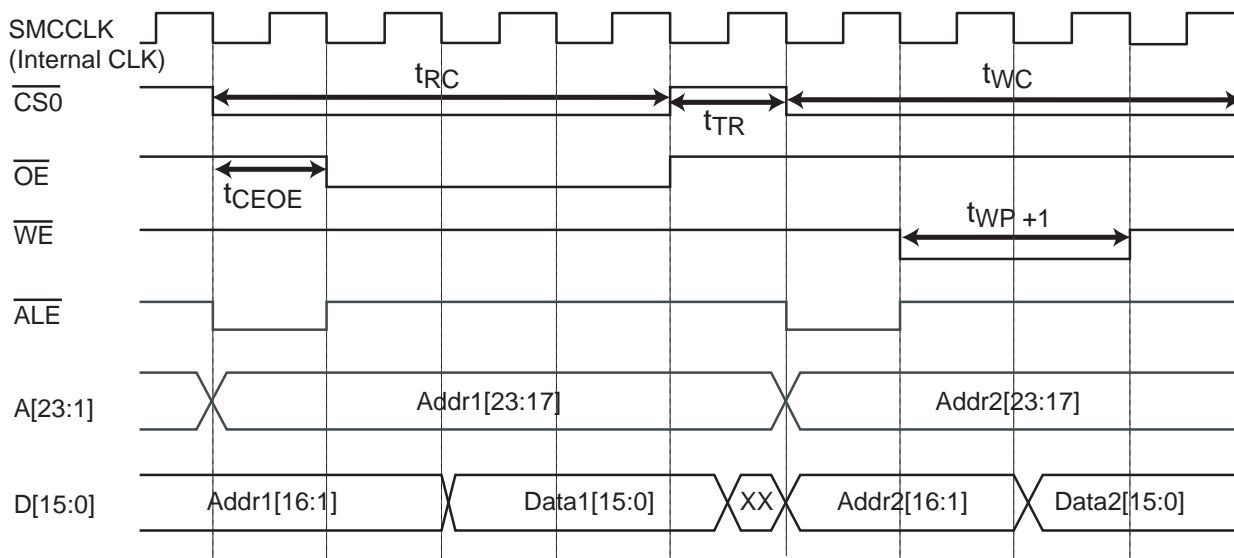 SMCCLK
(Internal CLK)
tRC
tWC
CS0
tTR
OE
tCEOE
tWP +1
WE
ALE
A[23:1]
Addr1[23:17]
Addr2[23:17]
D[15:0]
Addr1[16:1]
Data1[15:0]
XX
Addr2[16:1]
Data2[15:0]